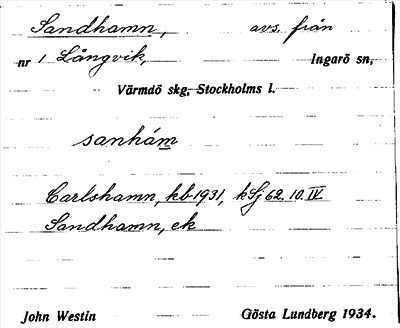 Sandhamn, avs. från
nr 1 Långvik, Ingarö sn,
Värmdö skg, Stockholms l.
sanhám
Carlshamn, kb 1931, kSj 62. 10. IV
Sandhamn, ek
John Westin Gösta Lundberg 1934.